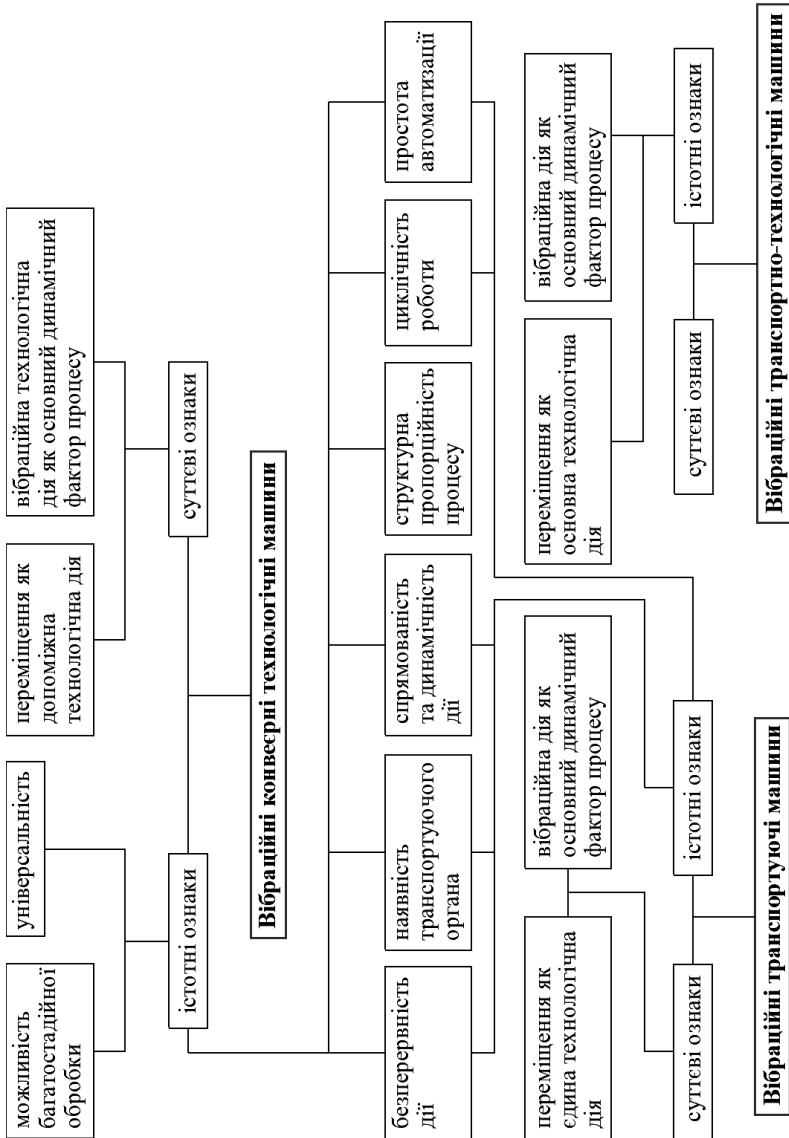 можливість
багатостадійної
обробки
універсальність
переміщення як
допоміжна
технологічна дія
вібраційна технологічна
дія як основний динамічний
фактор процесу
істотні ознаки
суттєві ознаки
Вібраційні конвеєрні технологічні машини
безперервність
дії
наявність
транспортуючого
органа
спрямованість
та динамічність
дії
структурна
пропорційність
процесу
циклічність
роботи
простота
автоматизації
переміщення як
єдина технологічна
дія
вібраційна дія як
основний динамічний
фактор процесу
переміщення як
основна технологічна
дія
вібраційна дія як
основний динамічний
фактор процесу
суттєві ознаки
істотні ознаки
суттєві ознаки
істотні ознаки
Вібраційні транспортуючі машини
Вібраційні транспортно-технологічні машини